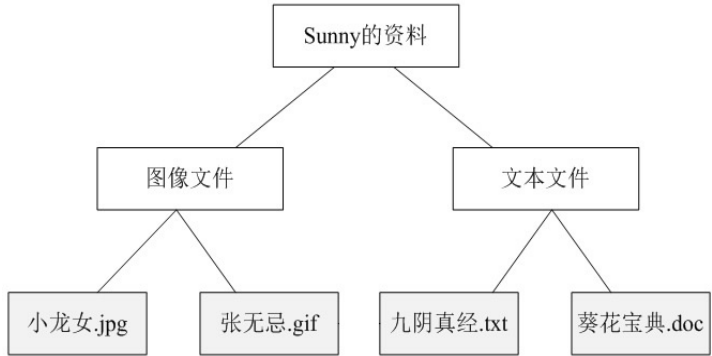 Sunny的资料
图像文件
文本文件
小龙女.jpg
张无忌.gif
九阴真经.txt
葵花宝典.doc